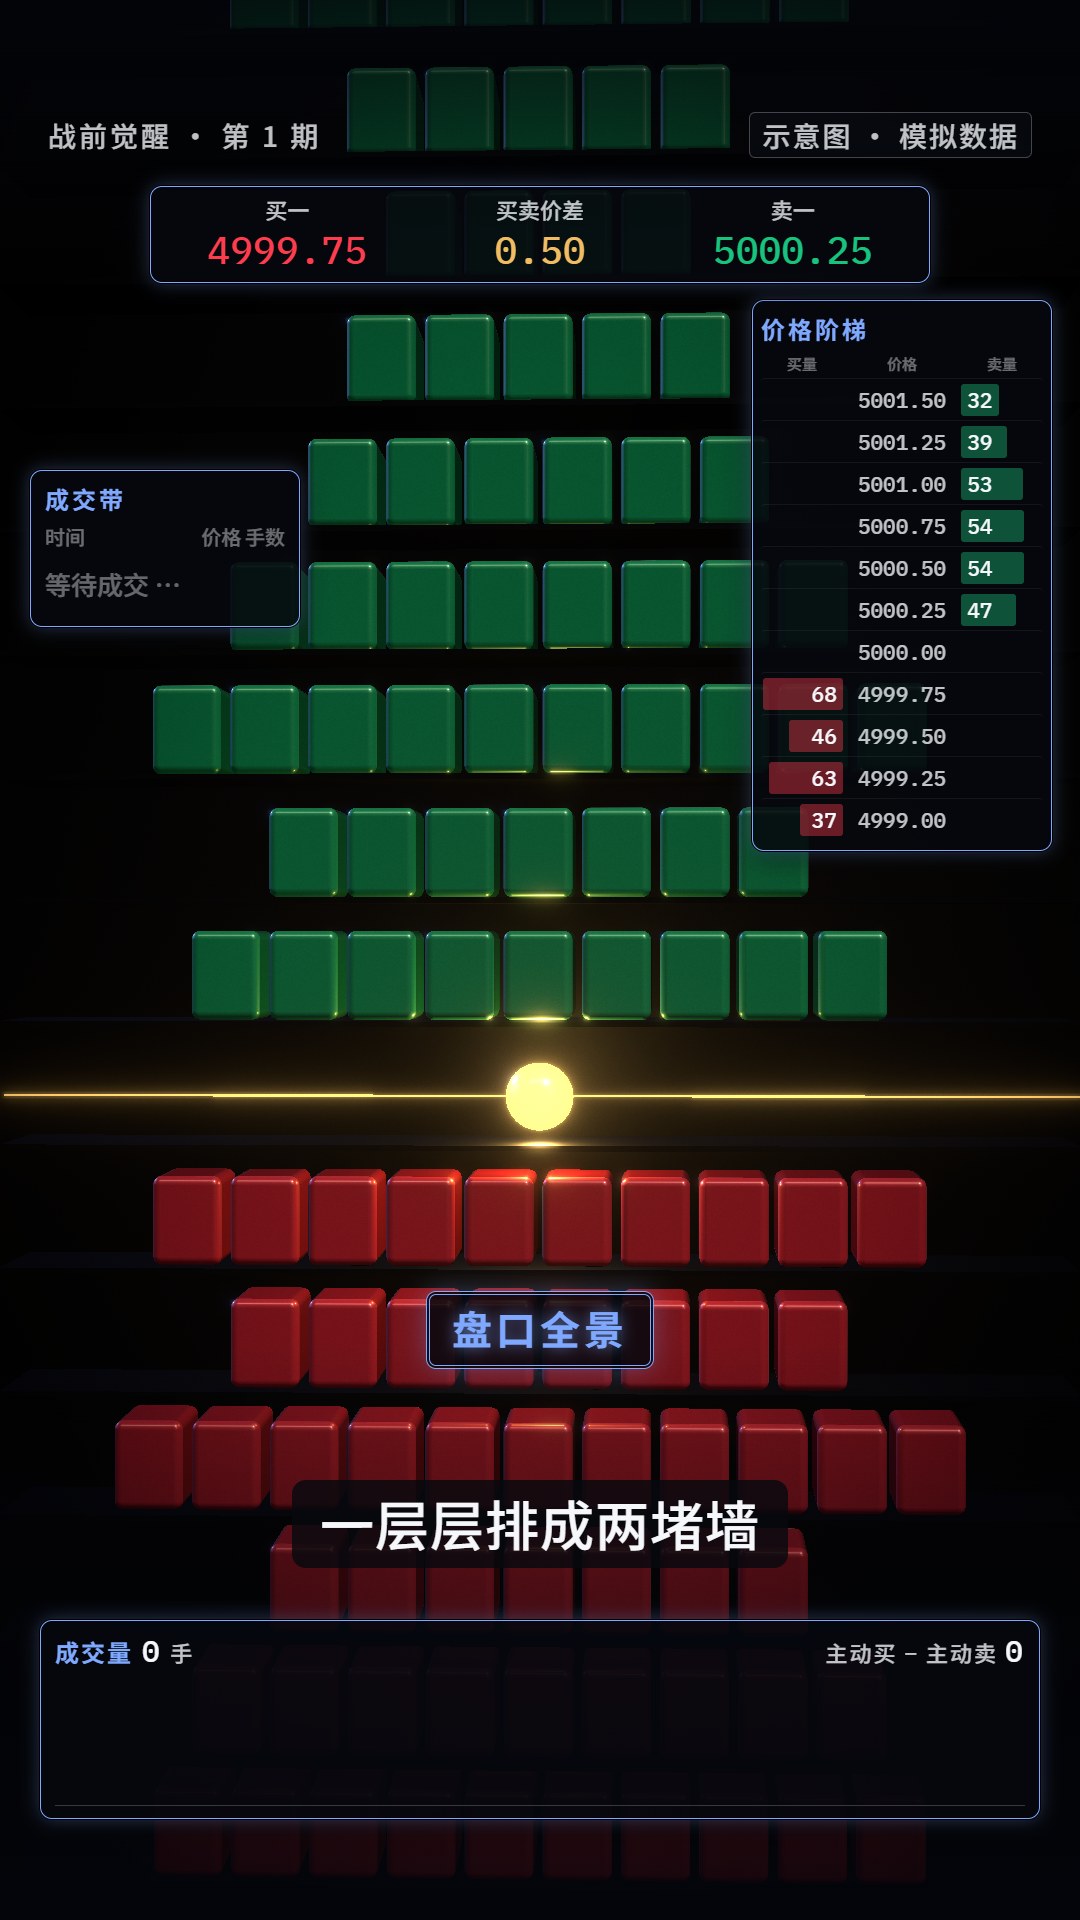 战前觉醒 · 第 1 期
示意图 · 模拟数据
买一 买卖价差 卖一
4999.75 0.50 5000.25
价格阶梯
买量 价格 卖量
5001.50 32
5001.25 39
5001.00 53
5000.75 54
5000.50 54
5000.25 47
5000.00
68 4999.75
46 4999.50
63 4999.25
37 4999.00
成交带
时间 价格 手数
等待成交 ···
盘口全景
一层层排成两堵墙
成交量 0 手
主动买 – 主动卖 0